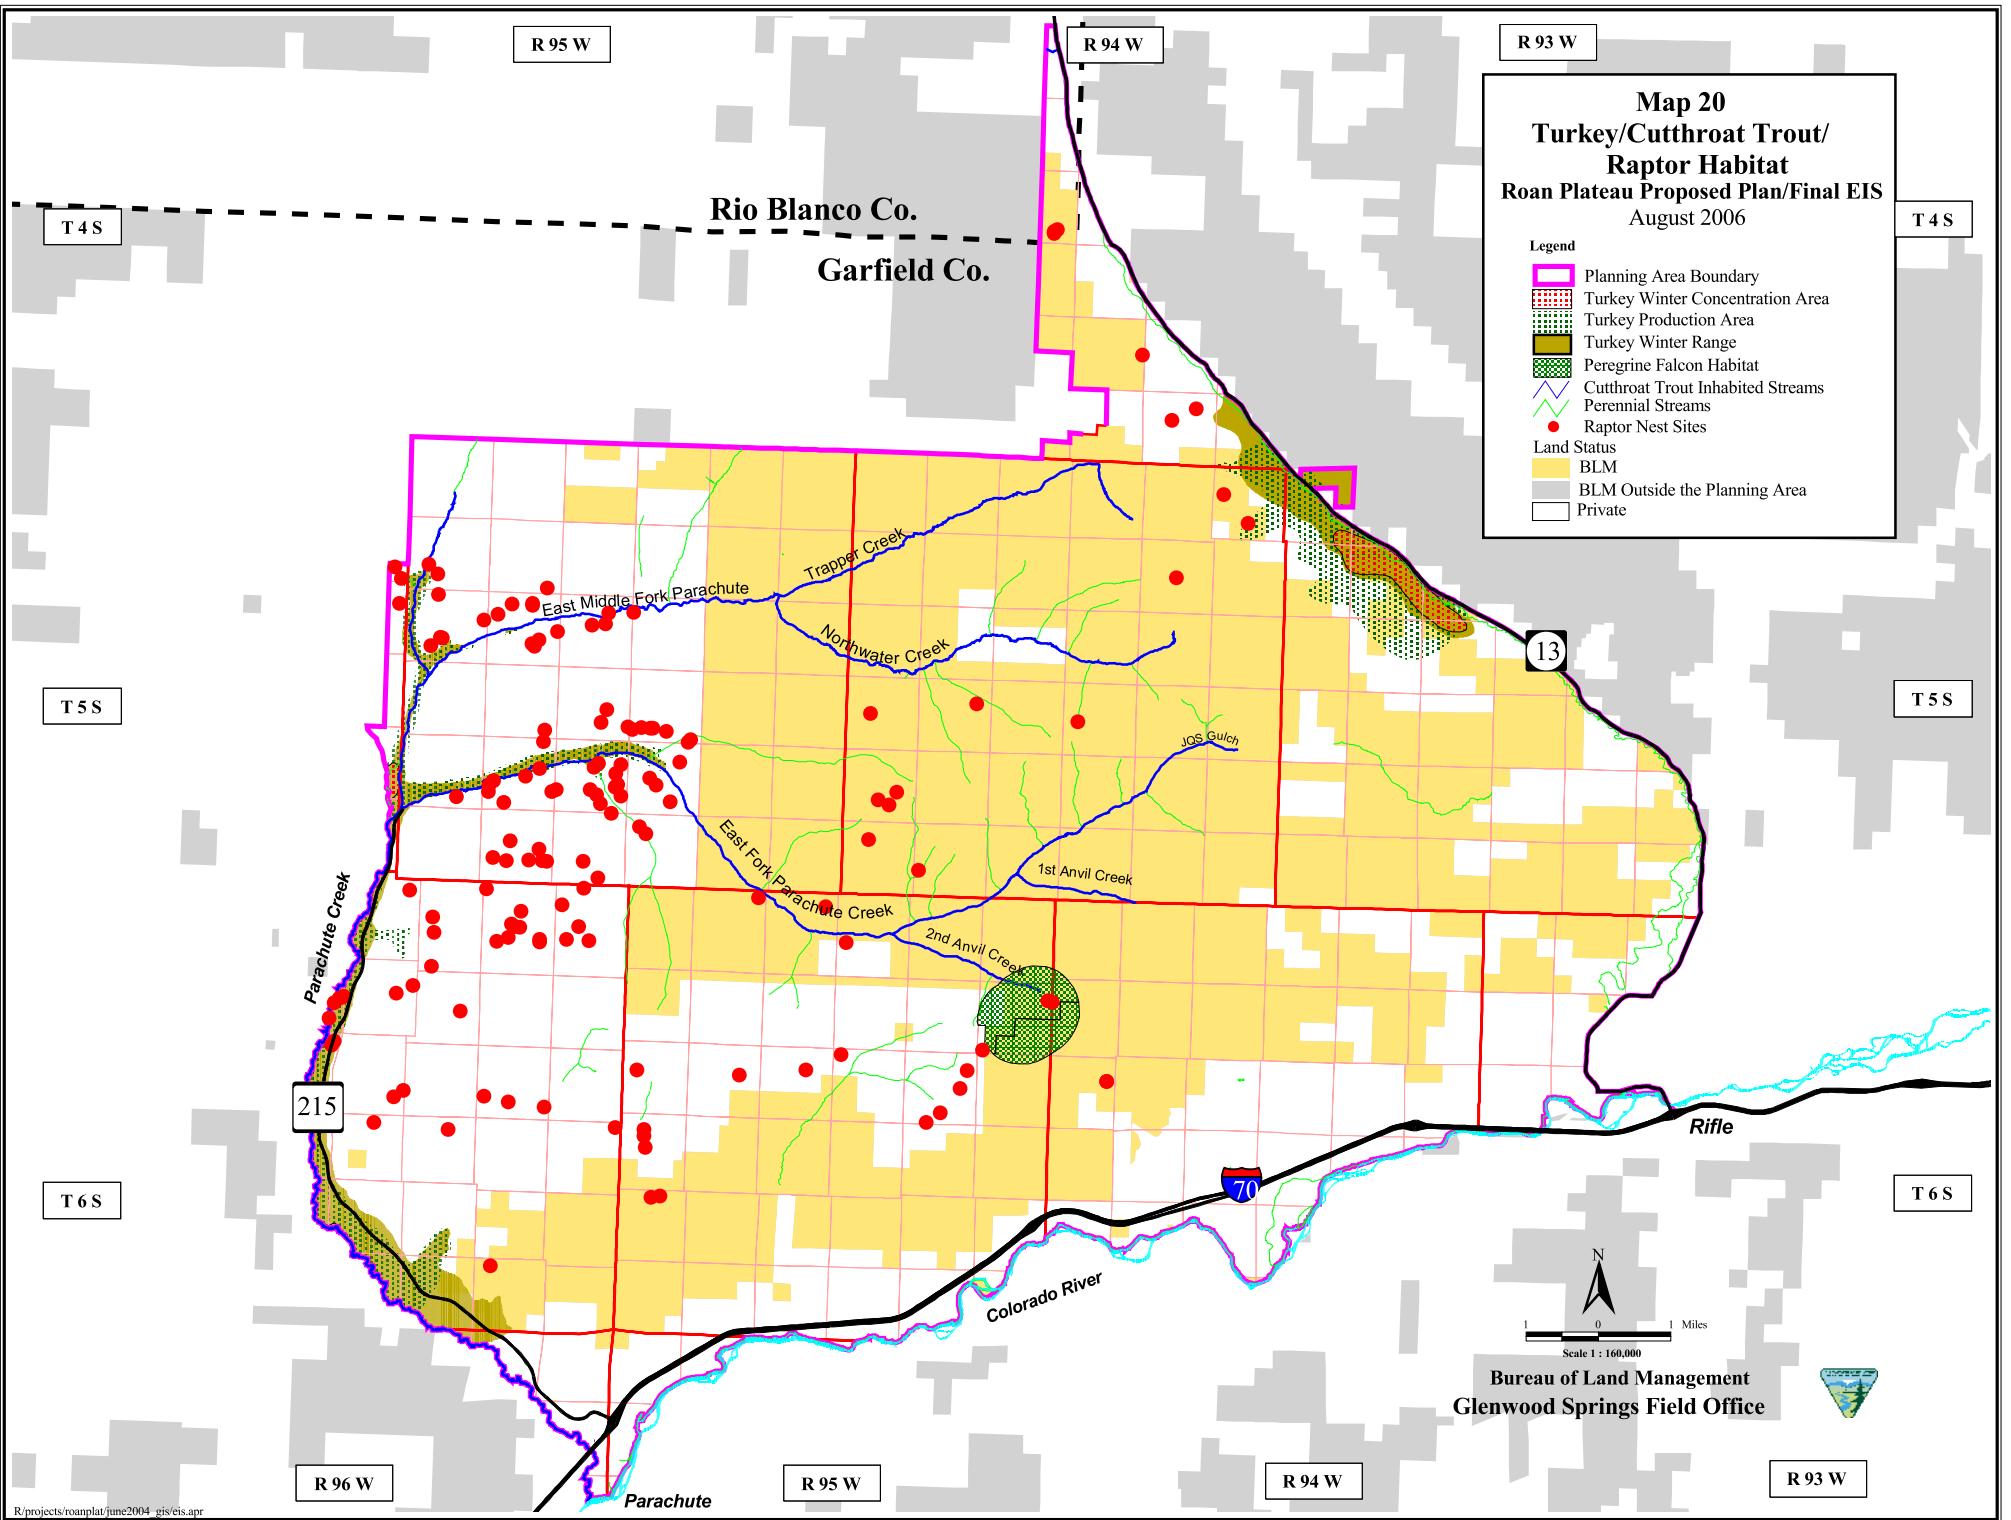 R 95 W
R 94 W
R 93 W
Map 20
Turkey/Cutthroat Trout/
Raptor Habitat
Roan Plateau Proposed Plan/Final EIS
August 2006
Legend
Planning Area Boundary
Turkey Winter Concentration Area
Turkey Production Area
Turkey Winter Range
Peregrine Falcon Habitat
Cutthroat Trout Inhabited Streams
Perennial Streams
Raptor Nest Sites
Land Status
BLM
BLM Outside the Planning Area
Private
T 4 S
T 4 S
Rio Blanco Co.
Garfield Co.
Trapper Creek
East Middle Fork Parachute
Northwater Creek
13
T 5 S
T 5 S
JQS Gulch
East Fork Parachute Creek
1st Anvil Creek
2nd Anvil Creek
Parachute Creek
215
Rifle
70
T 6 S
T 6 S
Colorado River
N
1 0 1 Miles
Scale 1 : 160,000
Bureau of Land Management
Glenwood Springs Field Office
R 96 W
R 95 W
R 94 W
R 93 W
Parachute
R/projects/roanplat/june2004_gis/eis.apr